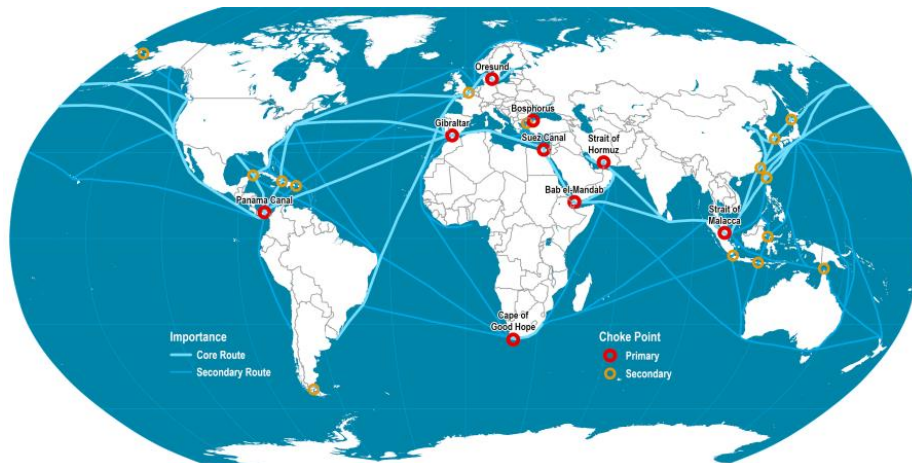 Oresund
Bosphorus
Gibraltar
Suez Canal
Strait of
Hormuz
Bab el-Mandab
Panama Canal
Strait of
Malacca
Cape of
Good Hope
Importance
Core Route
Secondary Route
Choke Point
Primary
Secondary